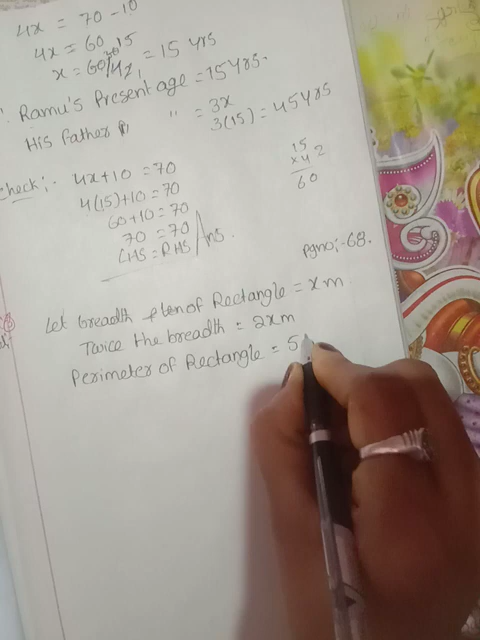 4x = 70 - 10
4x = 60
x = 60/4 = 15 yrs
Ramu's Present age = 15 yrs.
His father " = 3x
3(15) = 45 yrs
15
x 4
60
Check :- 4x+10 = 70
4(15)+10 = 70
60+10 = 70
70 = 70
LHS = RHS Ans.
Pg no :- 68.
Let breadth of Rectangle = x m.
Twice the breadth = 2x m
Perimeter of Rectangle = 5